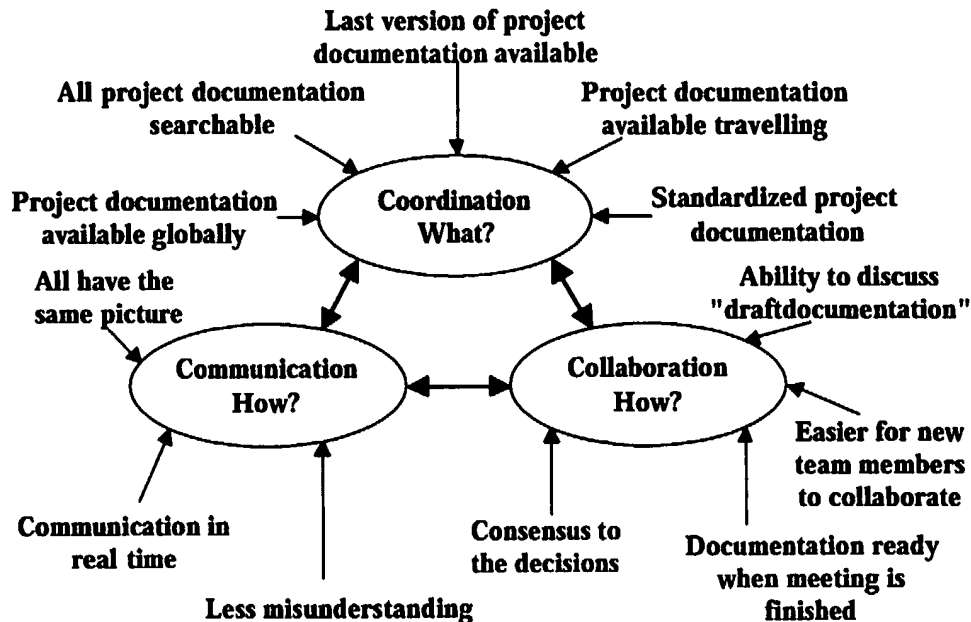 Last version of project
documentation available
All project documentation
searchable
Project documentation
available travelling
Project documentation
available globally
Coordination
What?
Standardized project
documentation
All have the
same picture
Ability to discuss
"draftdocumentation"
Communication
How?
Collaboration
How?
Easier for new
team members
to collaborate
Communication in
real time
Consensus to
the decisions
Documentation ready
when meeting is
finished
Less misunderstanding